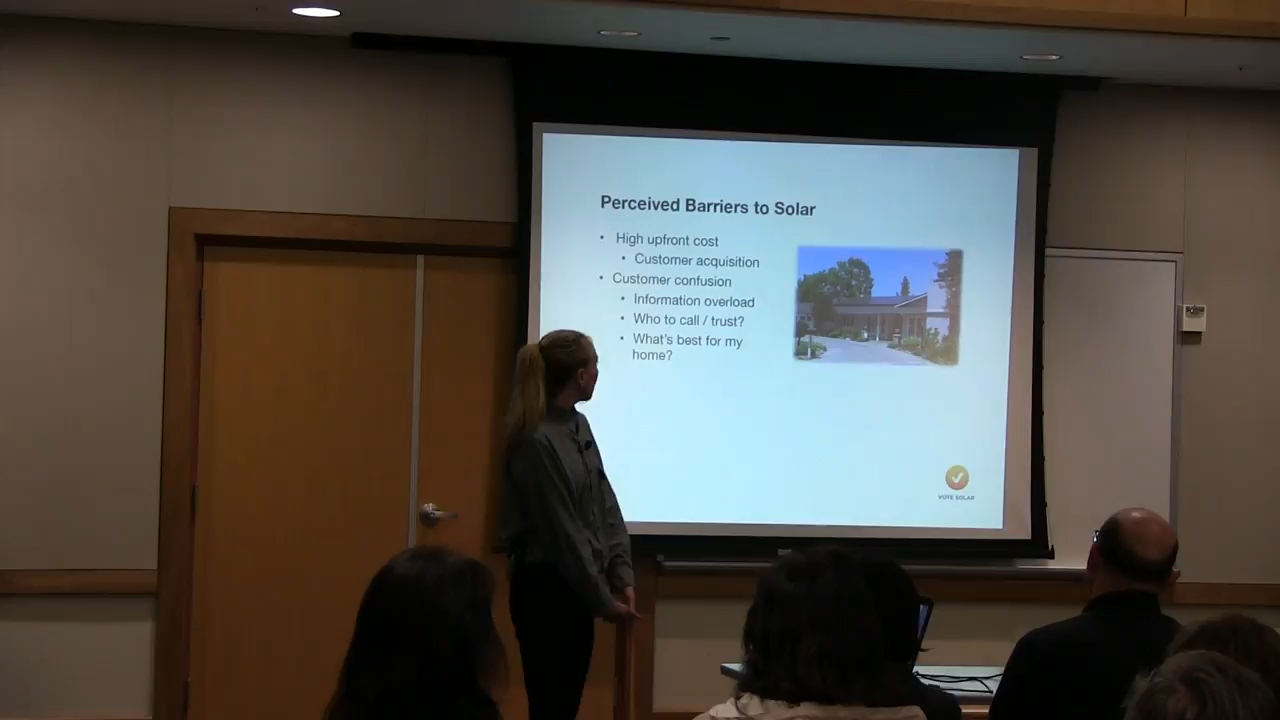 Perceived Barriers to Solar
• High upfront cost
• Customer acquisition
• Customer confusion
• Information overload
• Who to call / trust?
• What's best for my
home?
VOTE SOLAR